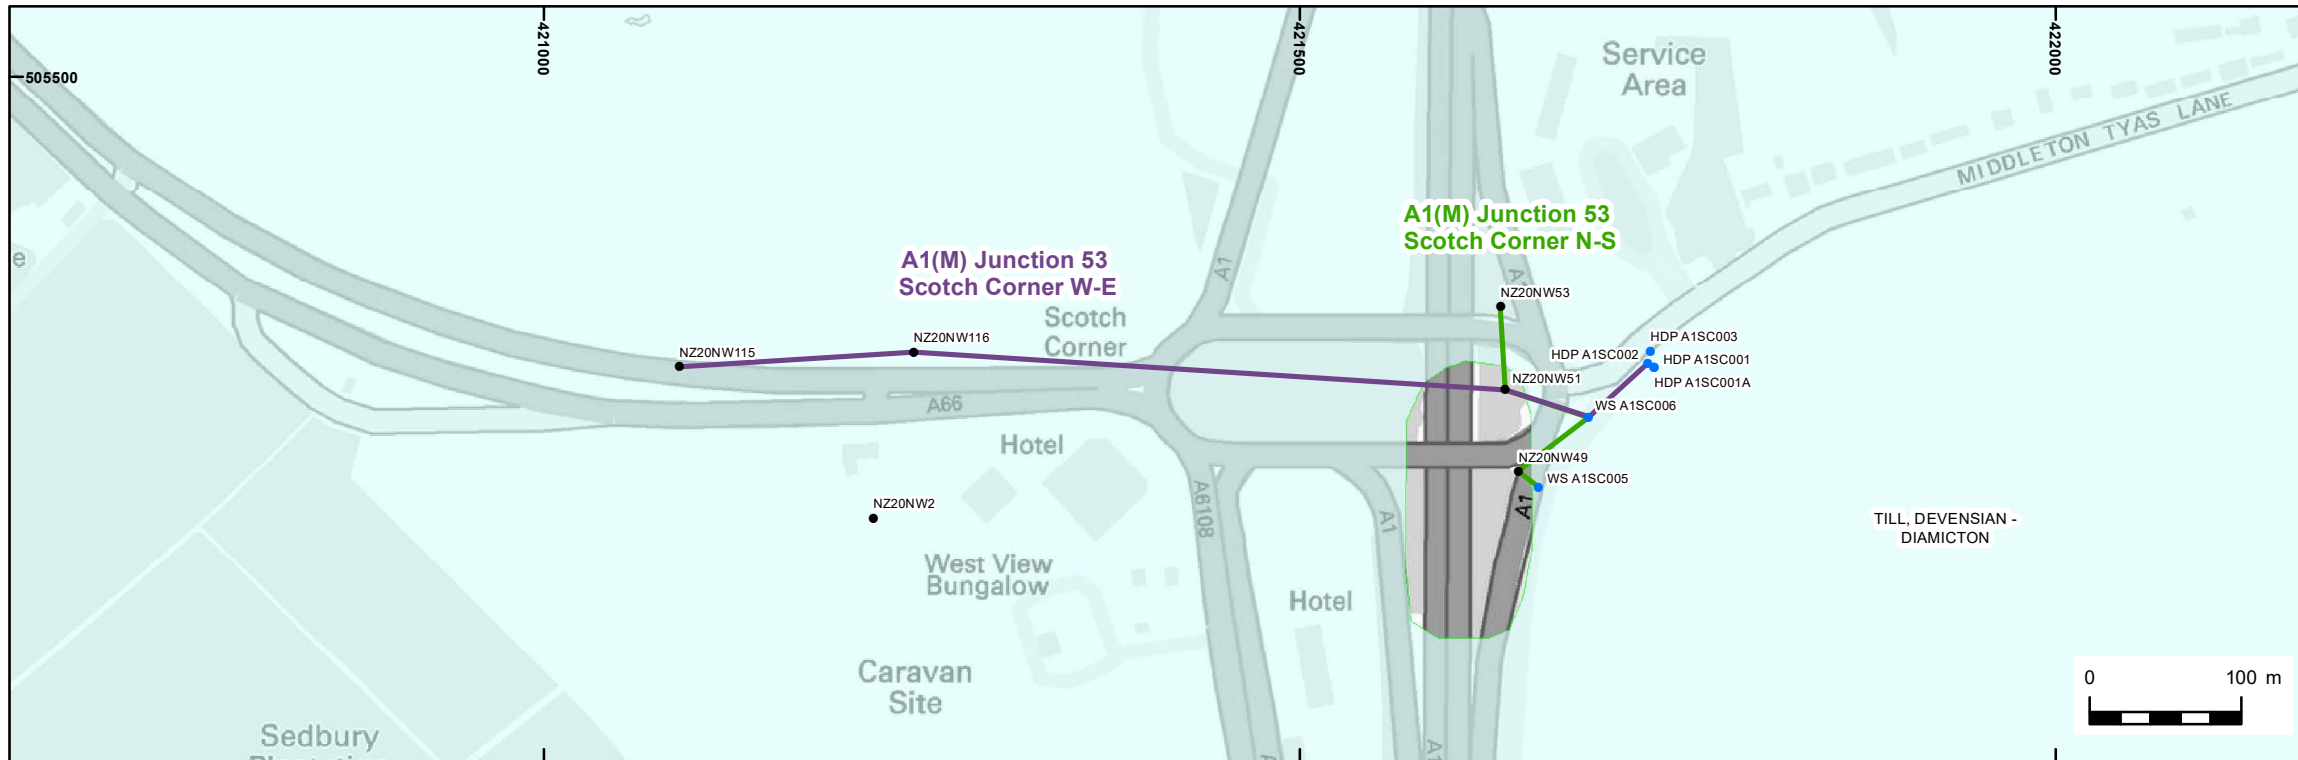 421000
421500
422000
505500
Service
Area
MIDDLETON TYAS LANE
A1(M) Junction 53
Scotch Corner N-S
A1(M) Junction 53
Scotch Corner W-E
e
A1
A
NZ20NW53
Scotch
Corner
NZ20NW115
NZ20NW116
HDP A1SC003
HDP A1SC002
HDP A1SC001
HDP A1SC001A
NZ20NW51
WS A1SC006
A66
Hotel
NZ20NW49
WS A1SC005
NZ20NW2
A6108
A1
A1
TILL, DEVENSIAN -
DIAMICTON
West View
Bungalow
Hotel
Caravan
Site
0 100 m
Sedbury
A1